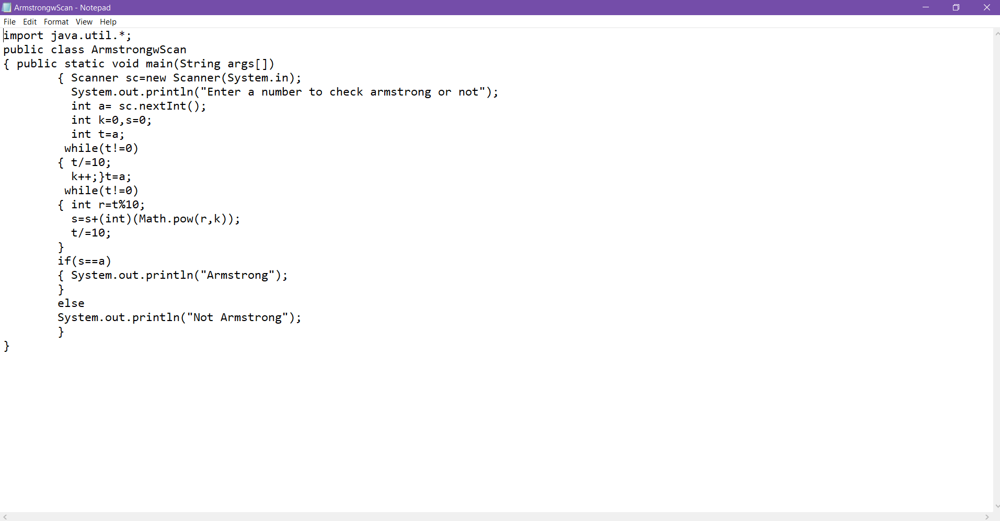 ArmstrongwScan - Notepad
File Edit Format View Help
import java.util.*;
public class ArmstrongwScan
{ public static void main(String args[])
        { Scanner sc=new Scanner(System.in);
          System.out.println("Enter a number to check armstrong or not");
          int a= sc.nextInt();
          int k=0,s=0;
          int t=a;
         while(t!=0)
        { t/=10;
          k++;}t=a;
         while(t!=0)
        { int r=t%10;
          s=s+(int)(Math.pow(r,k));
          t/=10;
        }
        if(s==a)
        { System.out.println("Armstrong");
        }
        else
        System.out.println("Not Armstrong");
        }
}